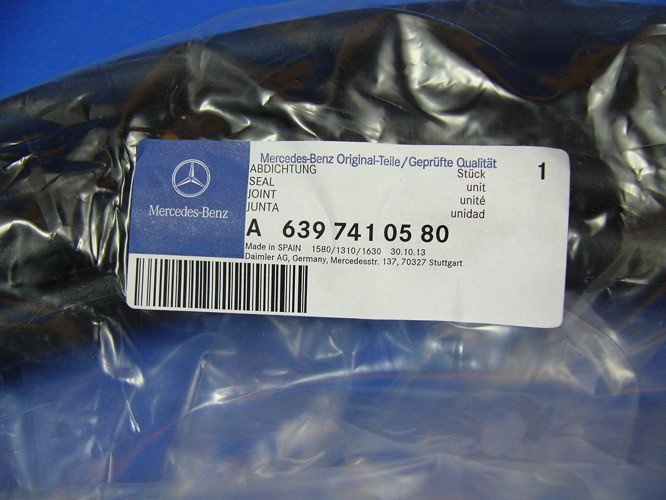 Mercedes-Benz
Mercedes-Benz Original-Teile/Geprüfte Qualität
ABDICHTUNG Stück 1
SEAL unit
JOINT unité
JUNTA unidad
A 639 741 05 80
Made in SPAIN 1580/1310/1630 30.10.13
Daimler AG, Germany, Mercedesstr. 137, 70327 Stuttgart